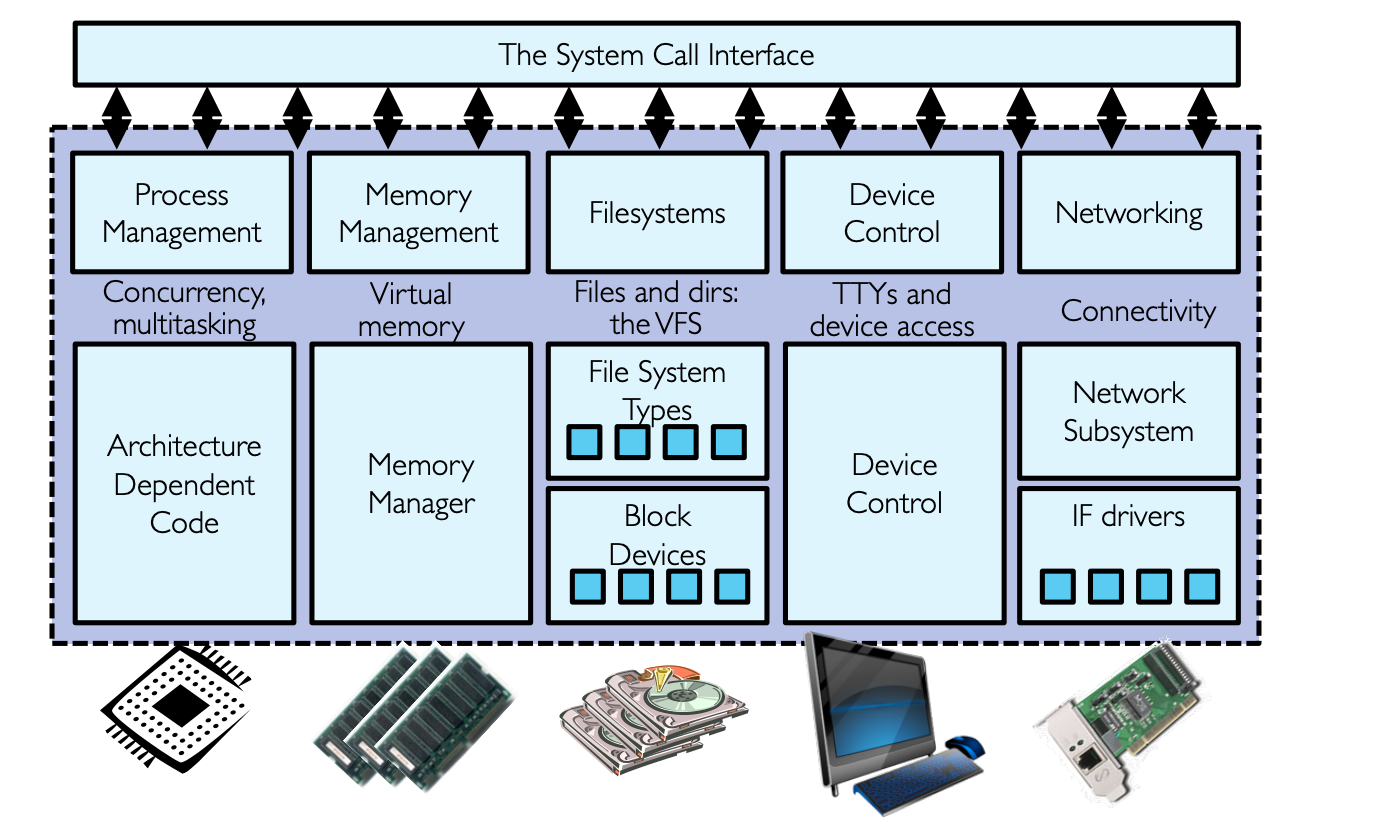 The System Call Interface
Process
Management
Memory
Management
Filesystems
Device
Control
Networking
Concurrency,
multitasking
Virtual
memory
Files and dirs:
the VFS
TTYs and
device access
Connectivity
Architecture
Dependent
Code
Memory
Manager
File System
Types
Block
Devices
Device
Control
Network
Subsystem
IF drivers